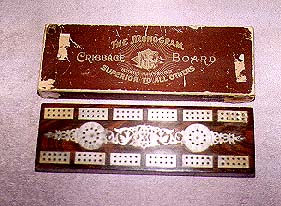 THE MONOGRAM
CRIBBAGE BOARD
SUPERIOR TO ALL OTHERS